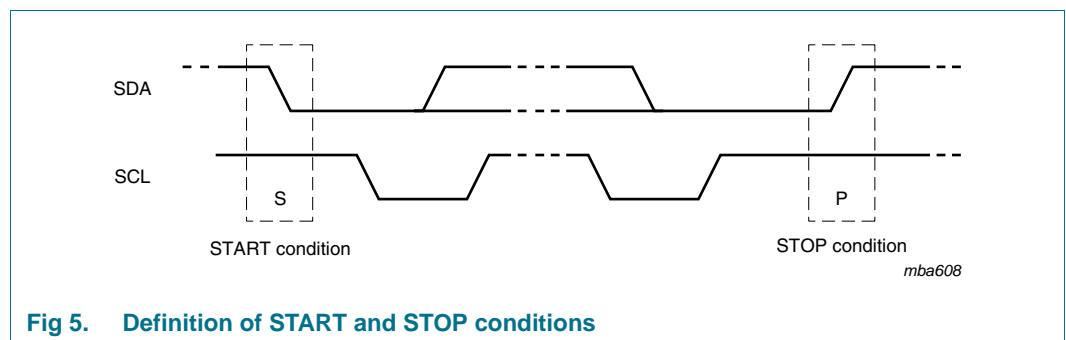 SDA
SCL
S
P
START condition
STOP condition
mba608
Fig 5. Definition of START and STOP conditions